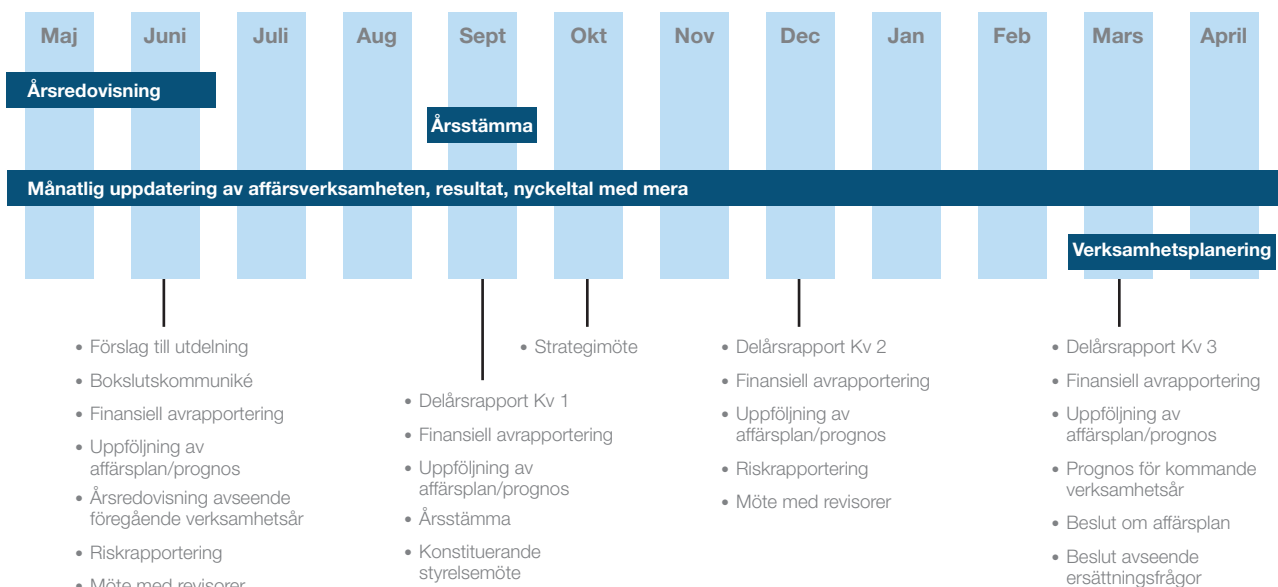 Maj Juni Juli Aug Sept Okt Nov Dec Jan Feb Mars April
Årsredovisning
Årsstämma
Månatlig uppdatering av affärsverksamheten, resultat, nyckeltal med mera
Verksamhetsplanering
• Förslag till utdelning
• Bokslutskommuniké
• Finansiell avrapportering
• Uppföljning av
affärsplan/prognos
• Årsredovisning avseende
föregående verksamhetsår
• Riskrapportering
• Möte med revisorer
• Delårsrapport Kv 1
• Finansiell avrapportering
• Uppföljning av
affärsplan/prognos
• Årsstämma
• Konstituerande
styrelsemöte
• Strategimöte
• Delårsrapport Kv 2
• Finansiell avrapportering
• Uppföljning av
affärsplan/prognos
• Riskrapportering
• Möte med revisorer
• Delårsrapport Kv 3
• Finansiell avrapportering
• Uppföljning av
affärsplan/prognos
• Prognos för kommande
verksamhetsår
• Beslut om affärsplan
• Beslut avseende
ersättningsfrågor